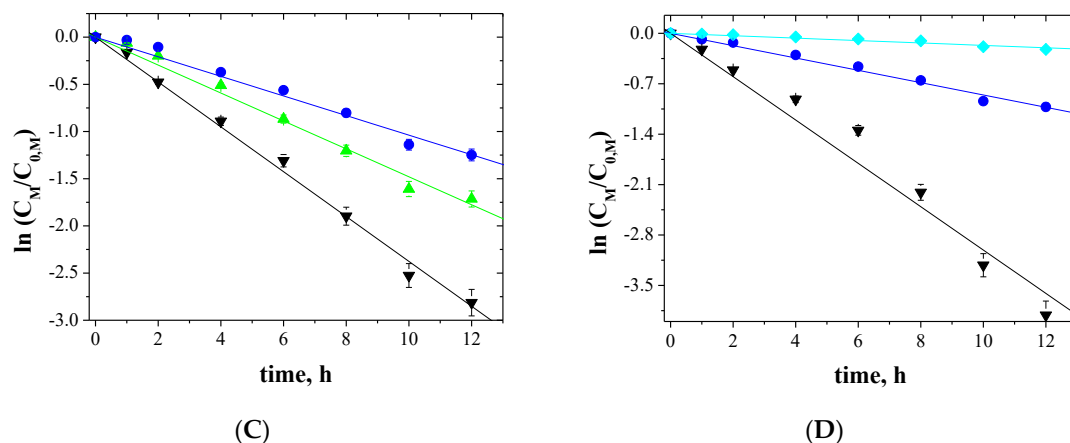 0.0
-0.5
-1.0
-1.5
-2.0
-2.5
-3.0
ln (C_M/C_0,M)
0 2 4 6 8 10 12
time, h
(C)
0.0
-0.7
-1.4
-2.1
-2.8
-3.5
ln (C_M/C_0,M)
0 2 4 6 8 10 12
time, h
(D)